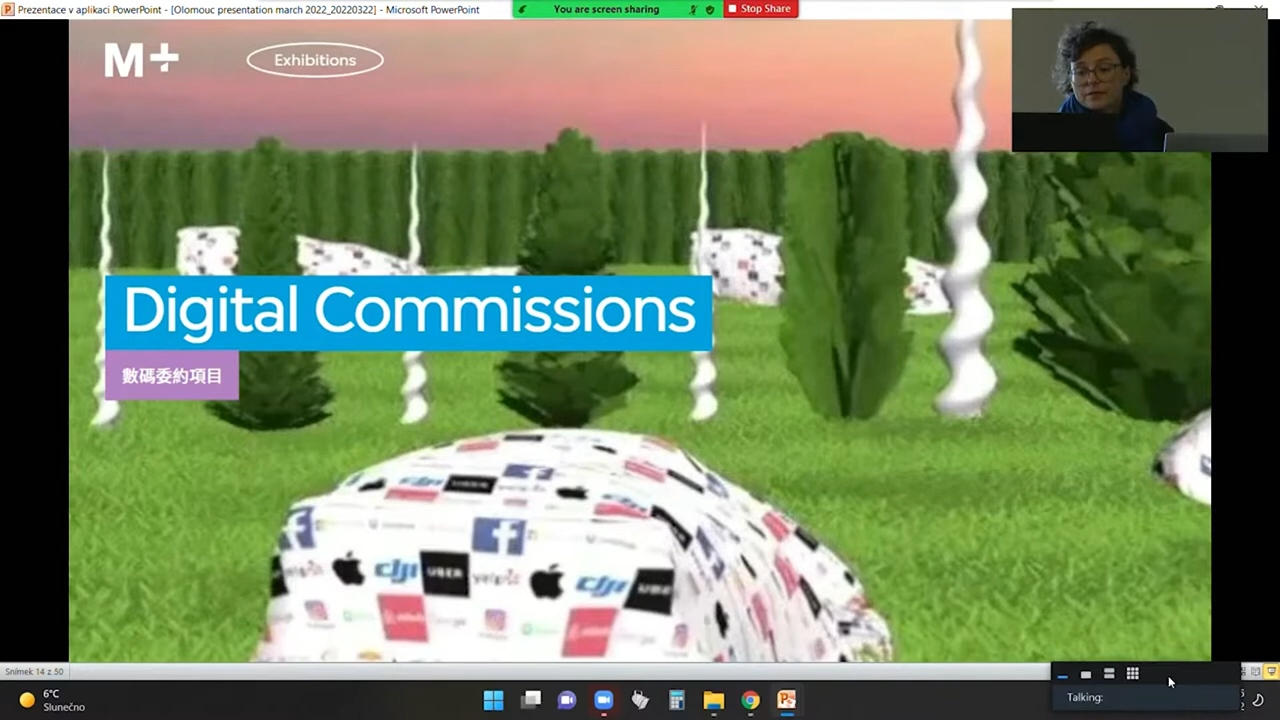 Prezentace v aplikaci PowerPoint - [Olomouc presentation march 2022_20220322] - Microsoft PowerPoint
You are screen sharing
Stop Share
M+
Exhibitions
Digital Commissions
數碼委約項目
DJI UBER yelp DJI
Snímek 14 z 50
Talking:
6°C
Slunečno